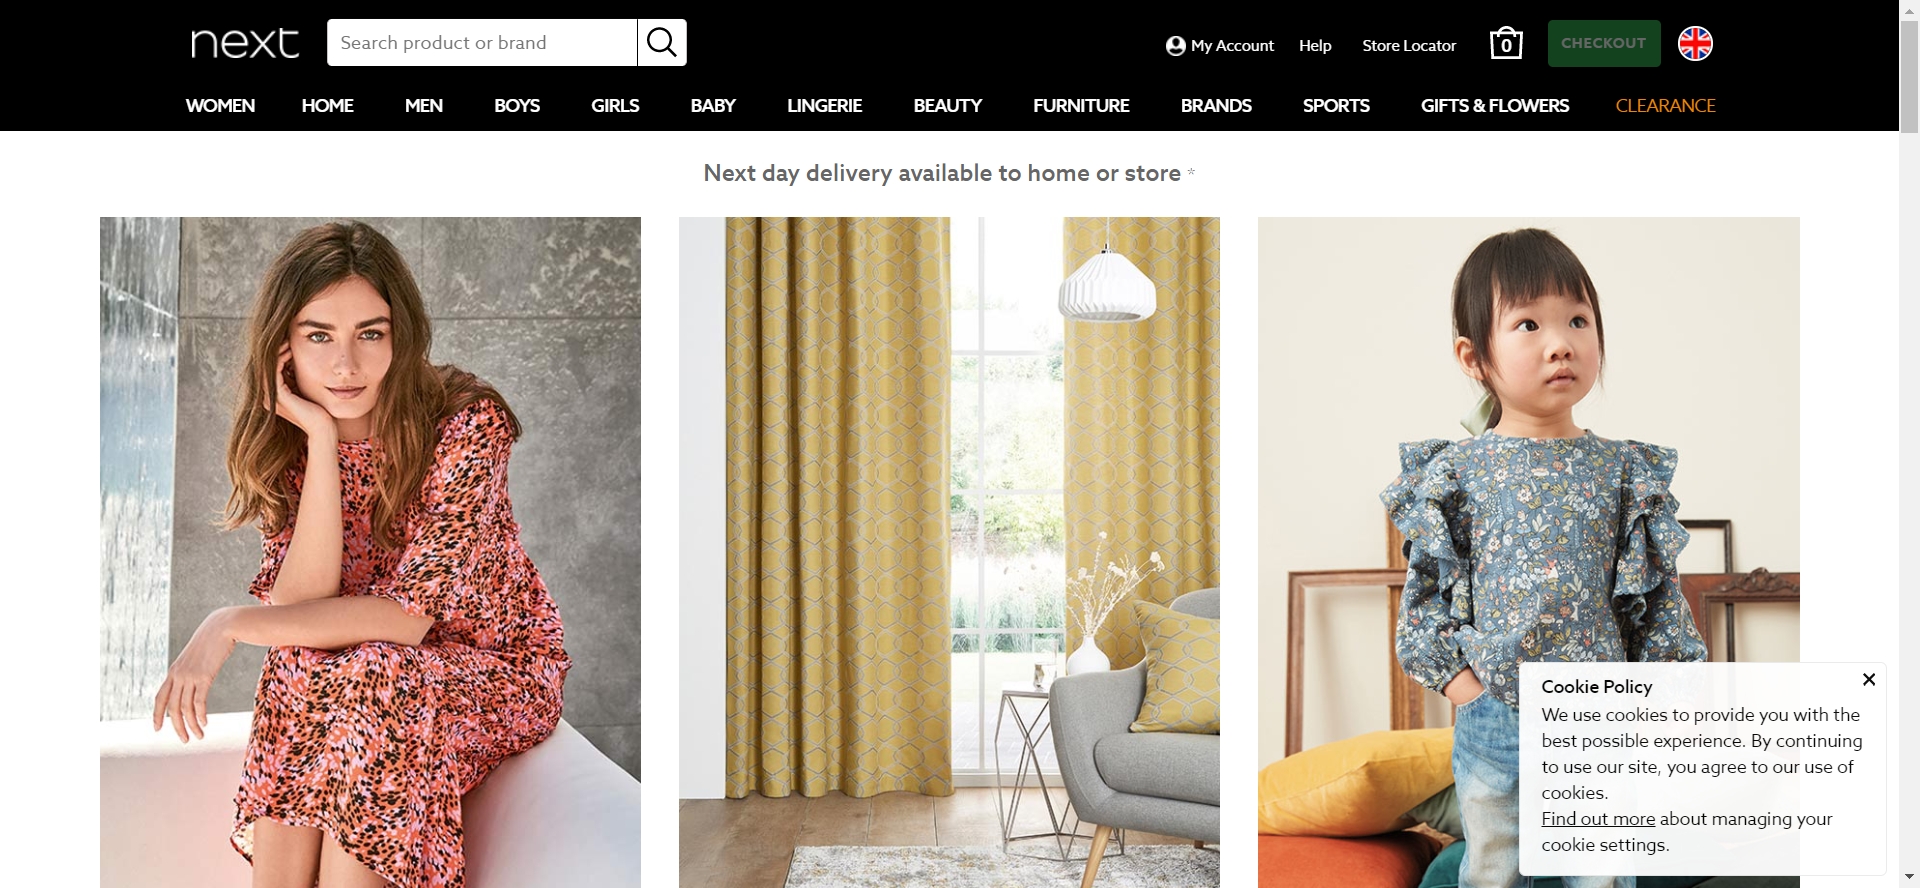 next
Search product or brand
My Account
Help
Store Locator
0
CHECKOUT
WOMEN
HOME
MEN
BOYS
GIRLS
BABY
LINGERIE
BEAUTY
FURNITURE
BRANDS
SPORTS
GIFTS & FLOWERS
CLEARANCE
Next day delivery available to home or store *
Cookie Policy
We use cookies to provide you with the
best possible experience. By continuing
to use our site, you agree to our use of
cookies.
Find out more about managing your
cookie settings.